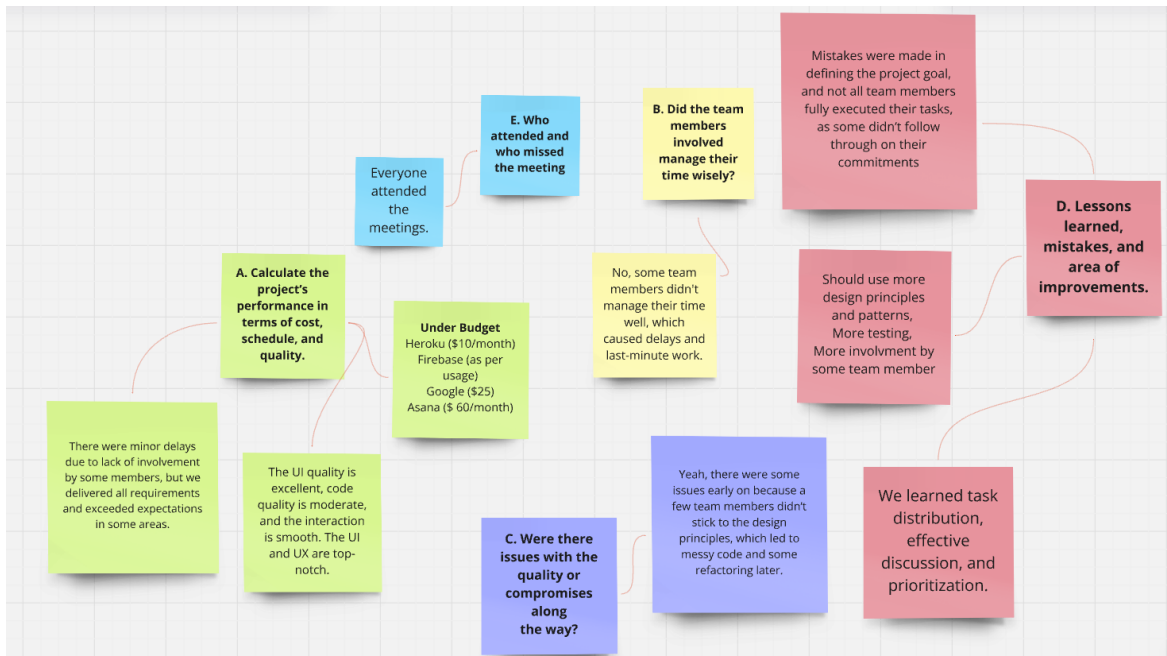 E. Who
attended and
who missed
the meeting
Everyone
attended
the
meetings.
A. Calculate the
project's
performance in
terms of cost,
schedule, and
quality.
Under Budget
Heroku ($10/month)
Firebase (as per
usage)
Google ($25)
Asana ($ 60/month)
There were minor delays
due to lack of involvement
by some members, but we
delivered all requirements
and exceeded expectations
in some areas.
The UI quality is
excellent, code
quality is moderate,
and the interaction
is smooth. The UI
and UX are top-
notch.
B. Did the team
members
involved
manage their
time wisely?
No, some team
members didn't
manage their time
well, which
caused delays and
last-minute work.
C. Were there
issues with the
quality or
compromises
along
the way?
Yeah, there were some
issues early on because a
few team members didn't
stick to the design
principles, which led to
messy code and some
refactoring later.
Mistakes were made in
defining the project goal,
and not all team members
fully executed their tasks,
as some didn't follow
through on their
commitments
D. Lessons
learned,
mistakes, and
area of
improvements.
Should use more
design principles
and patterns,
More testing,
More involvment by
some team member
We learned task
distribution,
effective
discussion, and
prioritization.